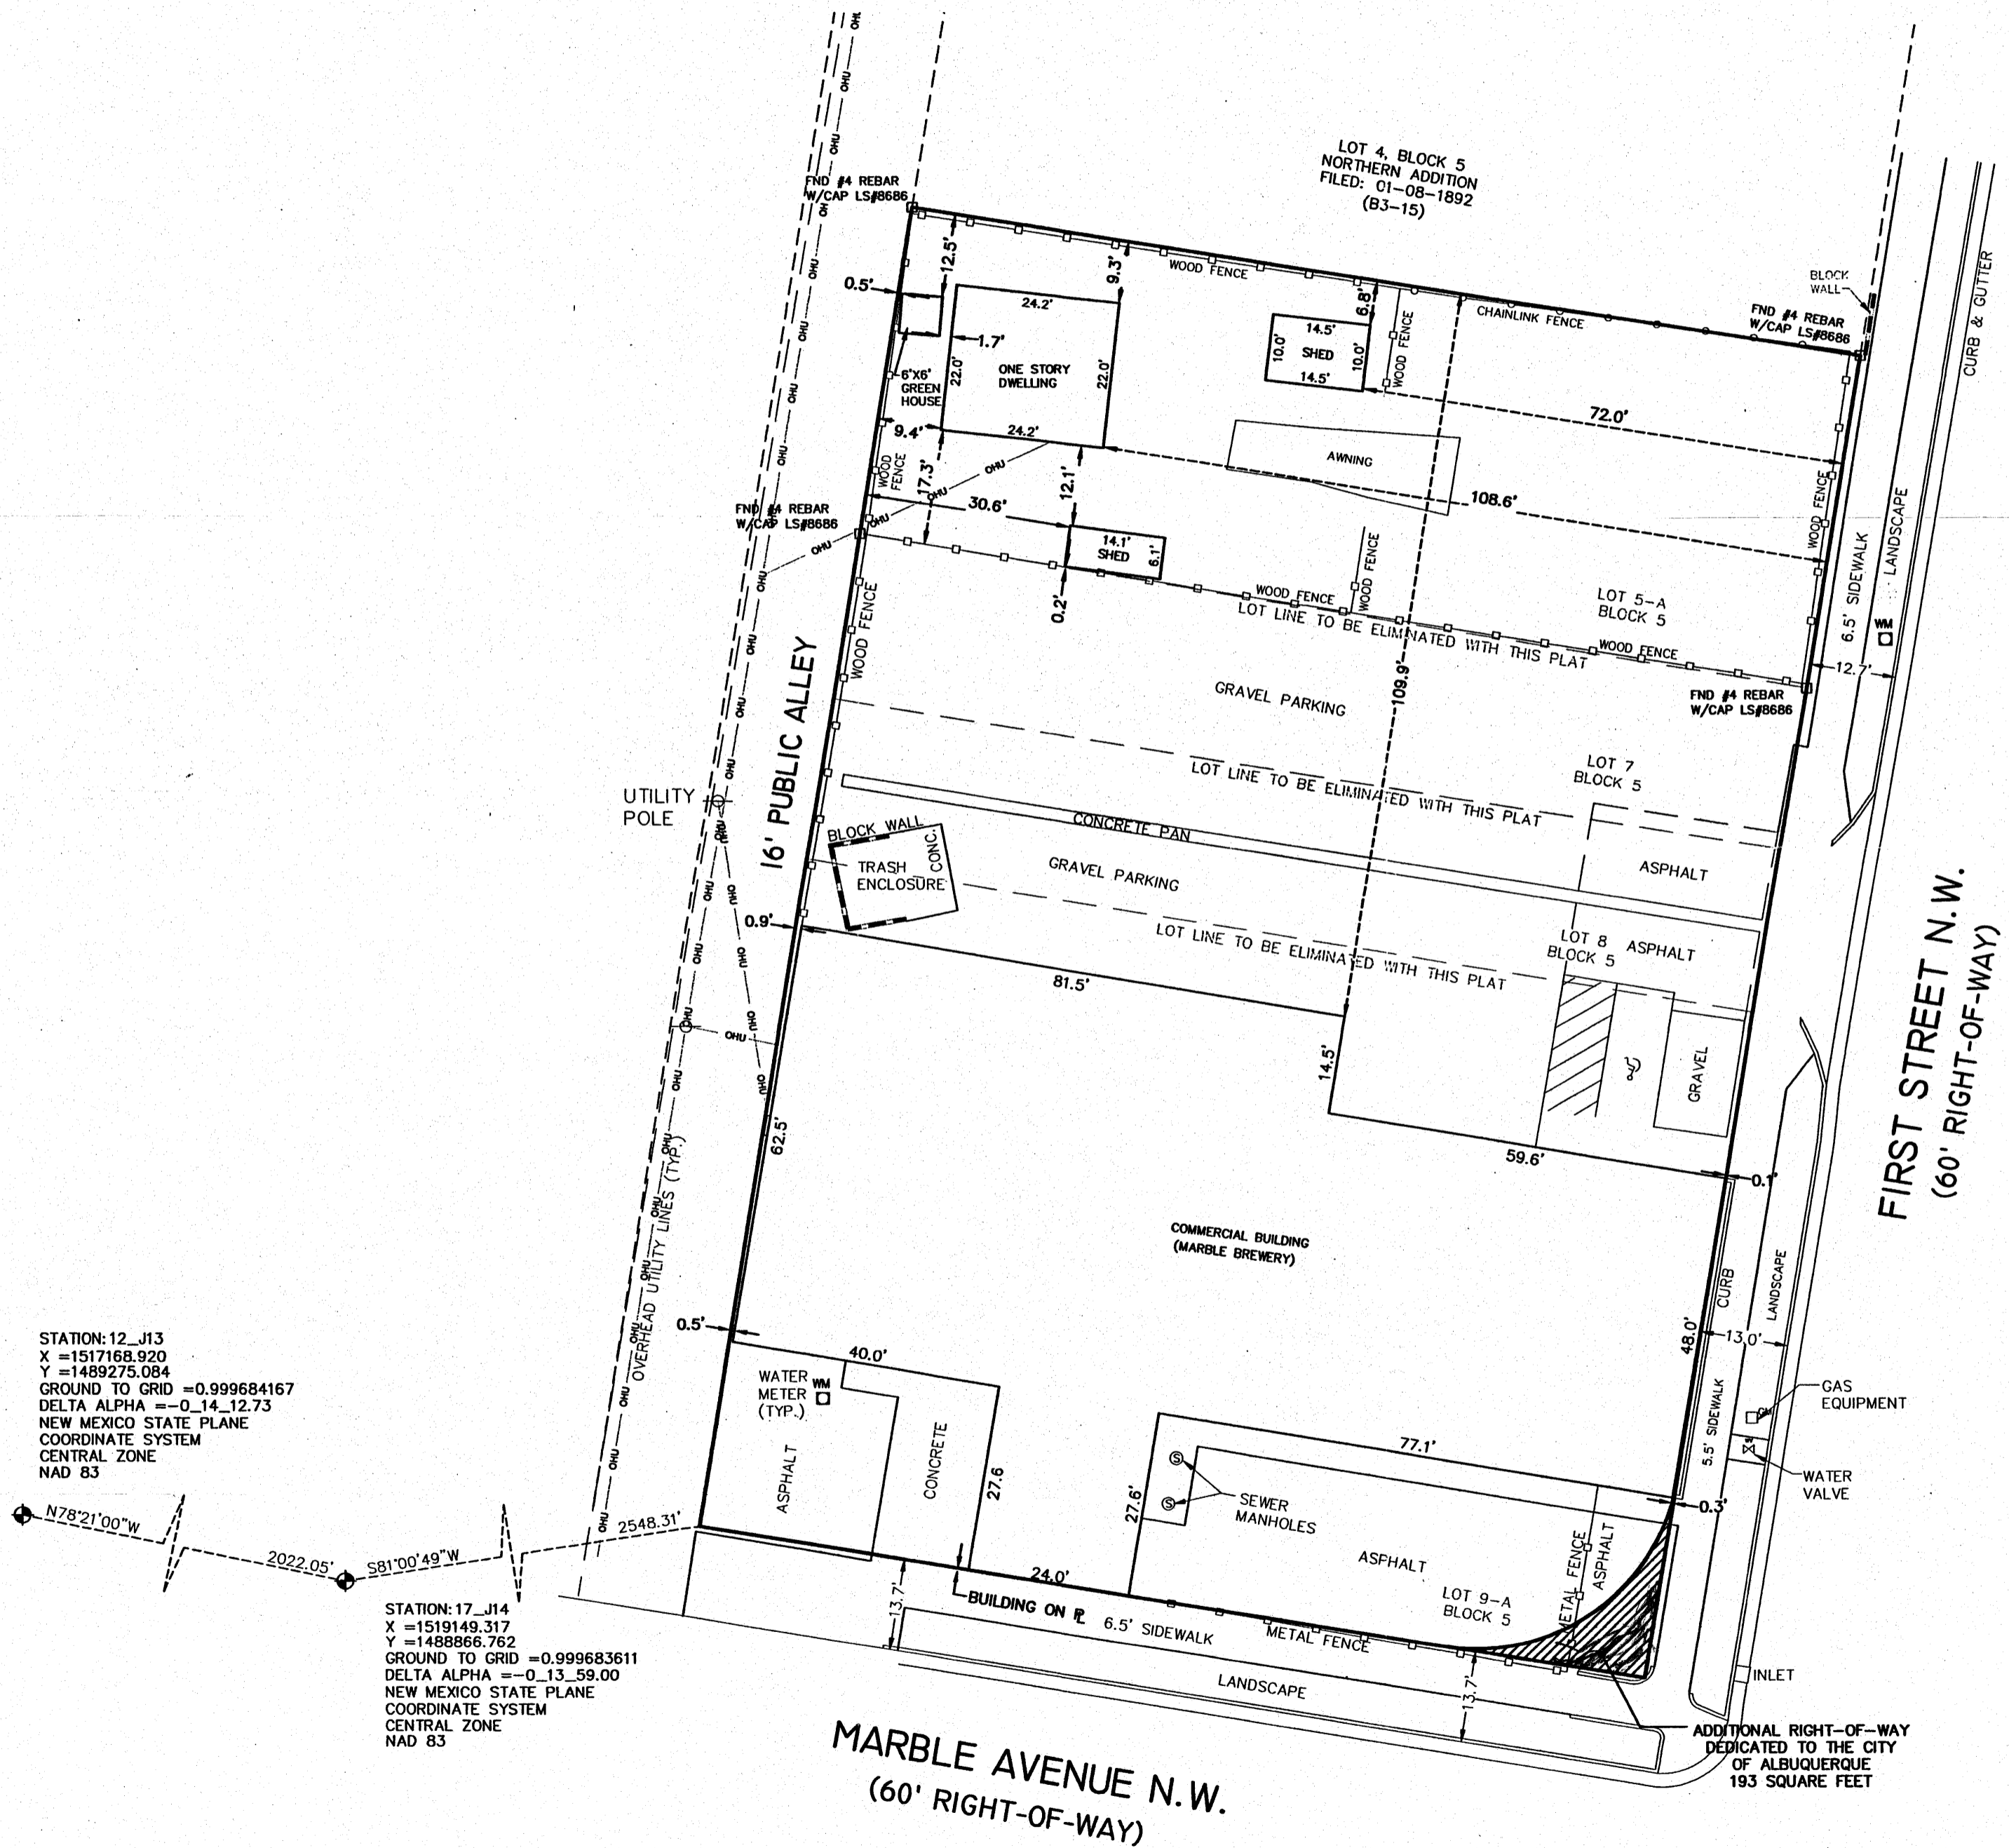 LOT 4, BLOCK 5
NORTHERN ADDITION
FILED: 01-08-1892
(B3-15)
FND #4 REBAR
W/CAP LS#8686
BLOCK
WALL
CURB & GUTTER
FND #4 REBAR
W/CAP LS#8686
WOOD FENCE
CHAINLINK FENCE
12.5'
9.3'
6.8'
0.5'
24.2'
1.7'
22.0'
ONE STORY
DWELLING
22.0'
24.2'
6'X6'
GREEN
HOUSE
9.4'
14.5'
10.0'
SHED
10.0'
14.5'
WOOD FENCE
72.0'
AWNING
108.6'
WOOD
FENCE
17.3'
OHU
30.6'
12.1'
14.1'
SHED
6.1'
0.2'
FND #4 REBAR
W/CAP LS#8686
OHU
OHU
WOOD FENCE
WOOD FENCE
WOOD FENCE
LOT LINE TO BE ELIMINATED WITH THIS PLAT
WOOD FENCE
LOT 5-A
BLOCK 5
WOOD FENCE
6.5' SIDEWALK
LANDSCAPE
WM
12.7'
FND #4 REBAR
W/CAP LS#8686
109.9'
GRAVEL PARKING
LOT 7
BLOCK 5
LOT LINE TO BE ELIMINATED WITH THIS PLAT
16' PUBLIC ALLEY
UTILITY
POLE
BLOCK WALL
CONC.
TRASH
ENCLOSURE
CONCRETE PAN
GRAVEL PARKING
ASPHALT
0.9'
LOT LINE TO BE ELIMINATED WITH THIS PLAT
LOT 8
BLOCK 5
ASPHALT
81.5'
14.5'
GRAVEL
59.6'
0.1'
FIRST STREET N.W.
(60' RIGHT-OF-WAY)
OHU
62.5'
OVERHEAD UTILITY LINES (TYP.)
COMMERCIAL BUILDING
(MARBLE BREWERY)
CURB
LANDSCAPE
48.0'
13.0'
5.5' SIDEWALK
GAS
EQUIPMENT
WATER
VALVE
0.5'
40.0'
WATER
METER
(TYP.)
WM
ASPHALT
CONCRETE
27.6
27.6'
77.1'
SEWER
MANHOLES
S
S
ASPHALT
METAL FENCE
ASPHALT
0.3'
LOT 9-A
BLOCK 5
STATION: 12_J13
X =1517168.920
Y =1489275.084
GROUND TO GRID =0.999684167
DELTA ALPHA =-0_14_12.73
NEW MEXICO STATE PLANE
COORDINATE SYSTEM
CENTRAL ZONE
NAD 83
N78°21'00"W
2022.05'
S81°00'49"W
2548.31'
STATION: 17_J14
X =1519149.317
Y =1488866.762
GROUND TO GRID =0.999683611
DELTA ALPHA =-0_13_59.00
NEW MEXICO STATE PLANE
COORDINATE SYSTEM
CENTRAL ZONE
NAD 83
24.0'
13.7'
BUILDING ON PL
6.5' SIDEWALK
METAL FENCE
LANDSCAPE
13.7'
INLET
ADDITIONAL RIGHT-OF-WAY
DEDICATED TO THE CITY
OF ALBUQUERQUE
193 SQUARE FEET
MARBLE AVENUE N.W.
(60' RIGHT-OF-WAY)